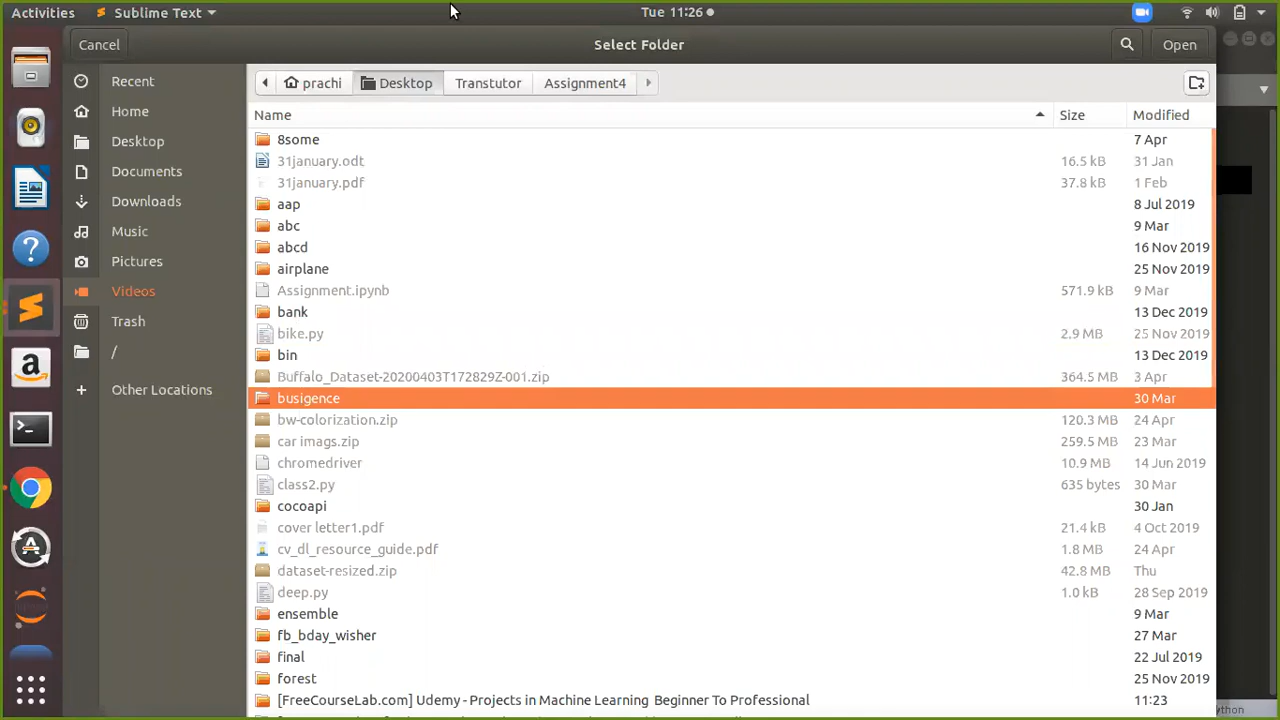 Activities Sublime Text Tue 11:26
Cancel Select Folder Open
Recent
Home
Desktop
Documents
Downloads
Music
Pictures
Videos
Trash
/
Other Locations
prachi Desktop Transtutor Assignment4
Name Size Modified
8some 7 Apr
31january.odt 16.5 kB 31 Jan
31january.pdf 37.8 kB 1 Feb
aap 8 Jul 2019
abc 9 Mar
abcd 16 Nov 2019
airplane 25 Nov 2019
Assignment.ipynb 571.9 kB 9 Mar
bank 13 Dec 2019
bike.py 2.9 MB 25 Nov 2019
bin 13 Dec 2019
Buffalo_Dataset-20200403T172829Z-001.zip 364.5 MB 3 Apr
busigence 30 Mar
bw-colorization.zip 120.3 MB 24 Apr
car imags.zip 259.5 MB 23 Mar
chromedriver 10.9 MB 14 Jun 2019
class2.py 635 bytes 30 Mar
cocoapi 30 Jan
cover letter1.pdf 21.4 kB 4 Oct 2019
cv_dl_resource_guide.pdf 1.8 MB 24 Apr
dataset-resized.zip 42.8 MB Thu
deep.py 1.0 kB 28 Sep 2019
ensemble 9 Mar
fb_bday_wisher 27 Mar
final 22 Jul 2019
forest 25 Nov 2019
[FreeCourseLab.com] Udemy - Projects in Machine Learning Beginner To Professional 11:23